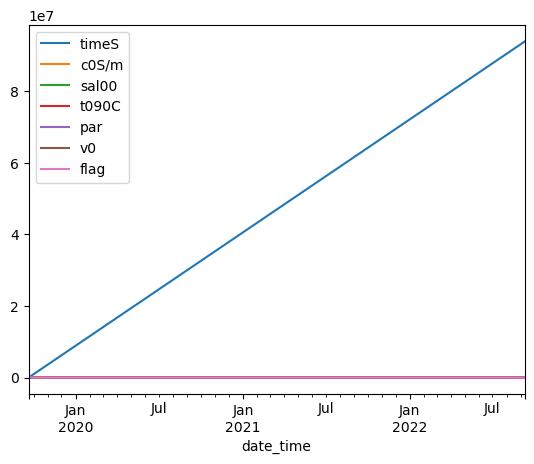 1e7
timeS
c0S/m
sal00
t090C
par
v0
flag
8
6
4
2
0
Jan Jul Jan Jul Jan Jul
2020 2021 2022
date_time